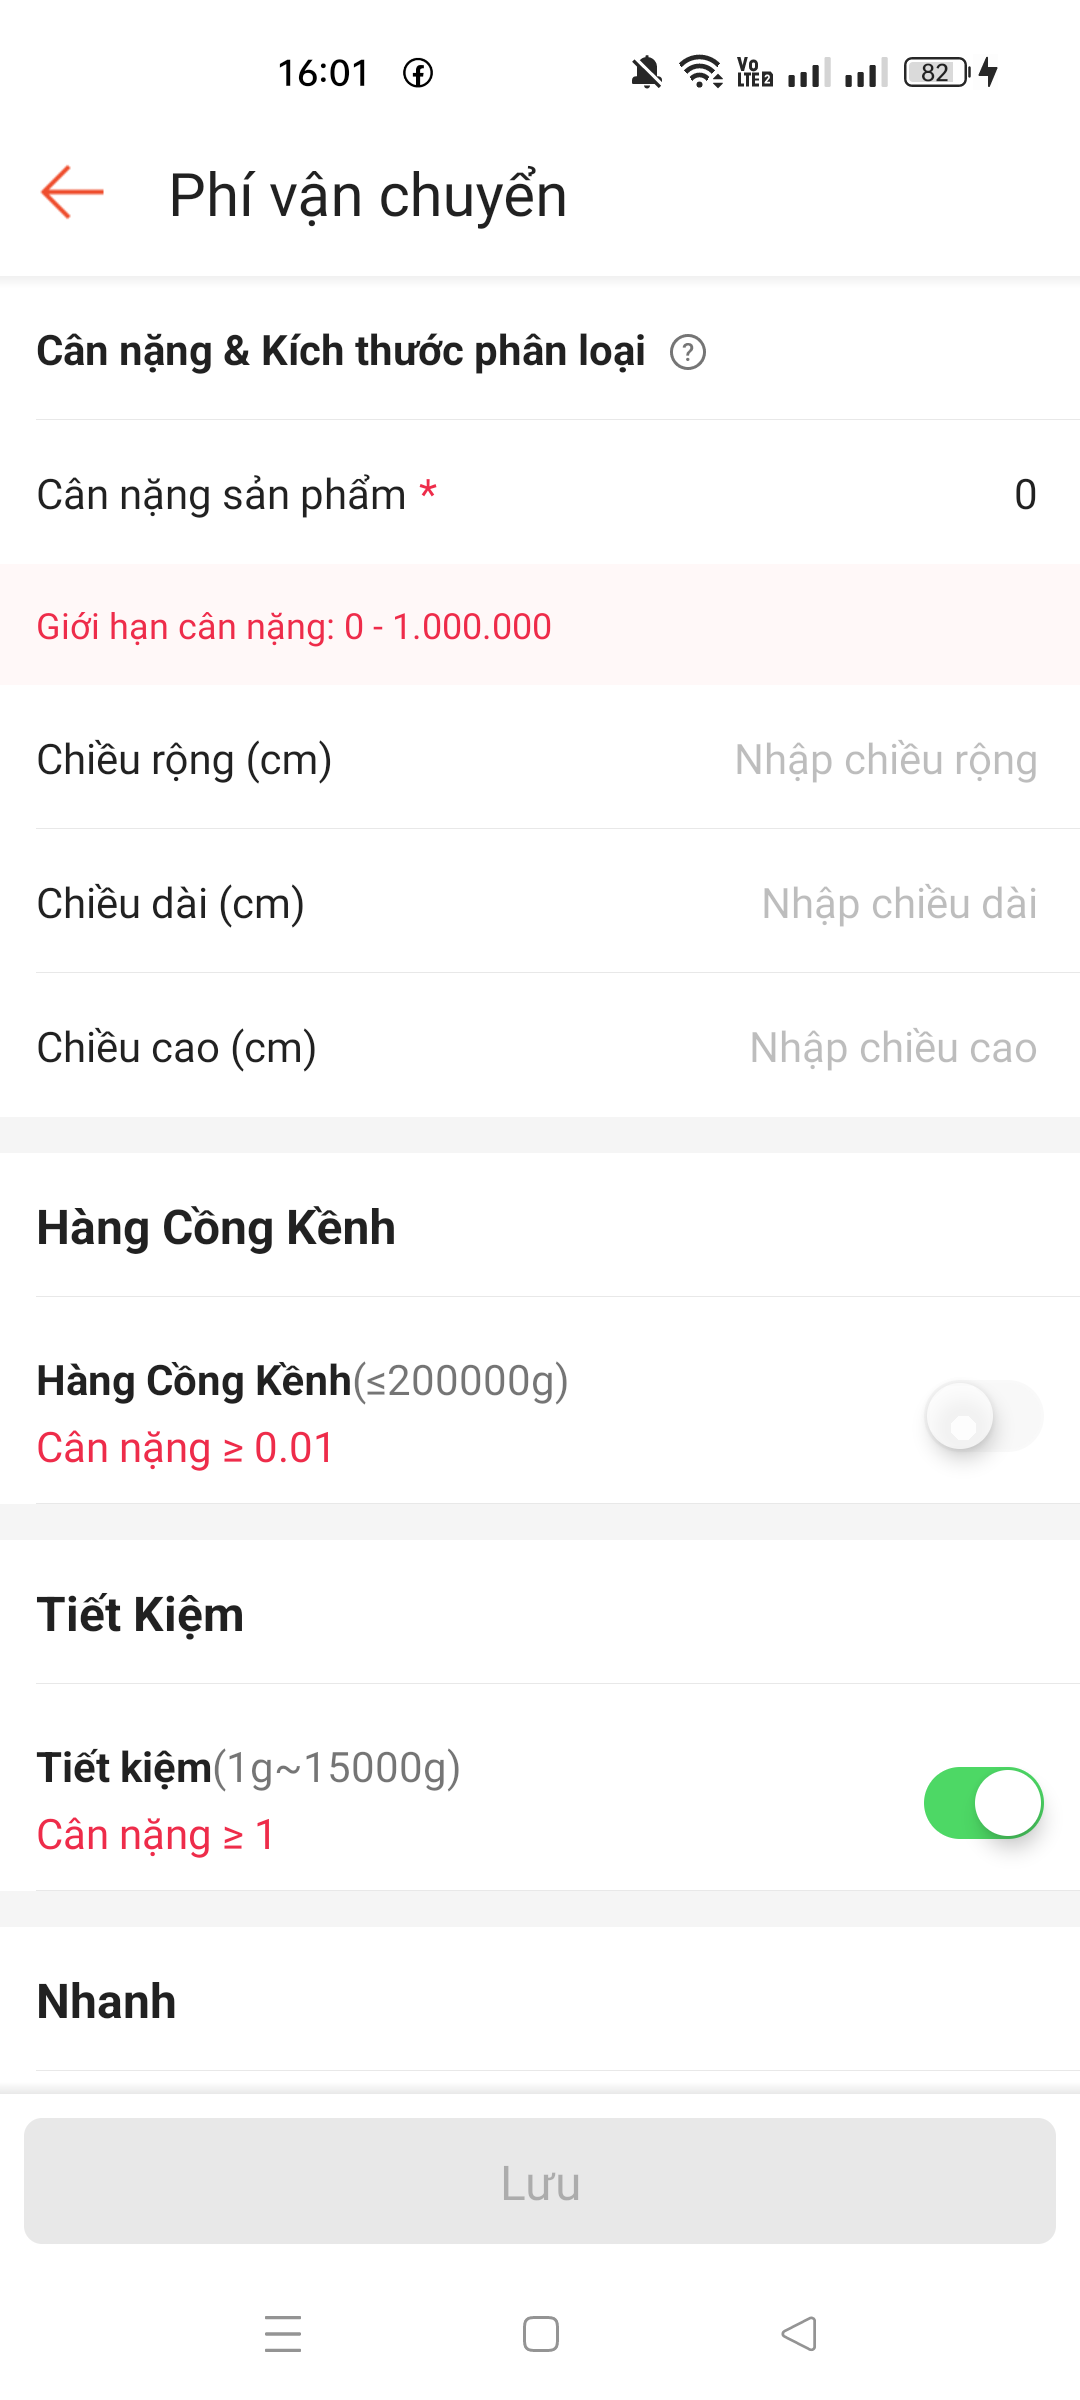 16:01
Vo LTE2 82
Phí vận chuyển
Cân nặng & Kích thước phân loại ?
Cân nặng sản phẩm * 0
Giới hạn cân nặng: 0 - 1.000.000
Chiều rộng (cm) Nhập chiều rộng
Chiều dài (cm) Nhập chiều dài
Chiều cao (cm) Nhập chiều cao
Hàng Cồng Kềnh
Hàng Cồng Kềnh(≤200000g)
Cân nặng ≥ 0.01
Tiết Kiệm
Tiết kiệm(1g~15000g)
Cân nặng ≥ 1
Nhanh
Lưu